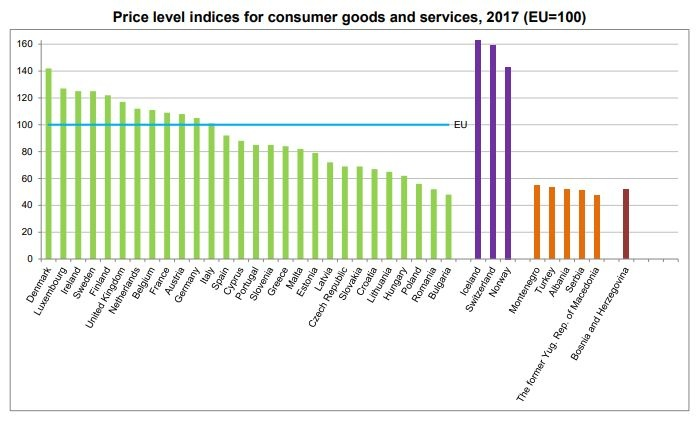 Price level indices for consumer goods and services, 2017 (EU=100)
160
140
120
100
80
60
40
20
0
EU
Denmark
Luxembourg
Ireland
Sweden
Finland
United Kingdom
Netherlands
Belgium
France
Austria
Germany
Italy
Spain
Cyprus
Portugal
Slovenia
Greece
Malta
Estonia
Latvia
Czech Republic
Slovakia
Croatia
Lithuania
Hungary
Poland
Romania
Bulgaria
Iceland
Switzerland
Norway
Montenegro
Turkey
Albania
Serbia
The former Yug. Rep. of Macedonia
Bosnia and Herzegovina